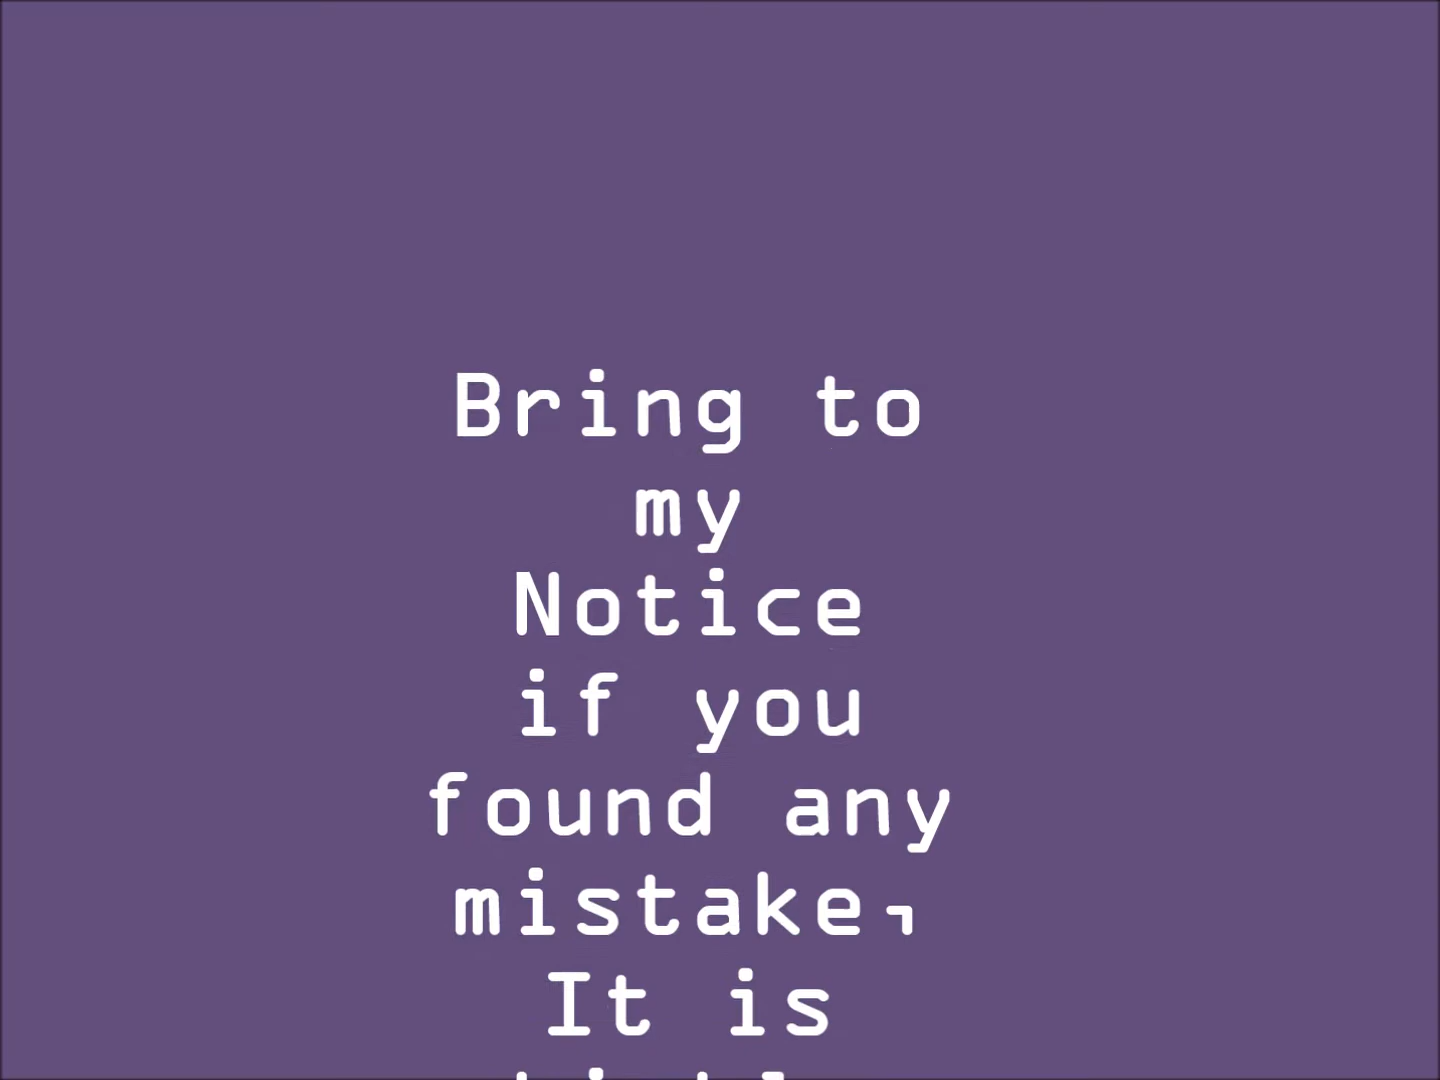 Bring to
my
Notice
if you
found any
mistake,
It is